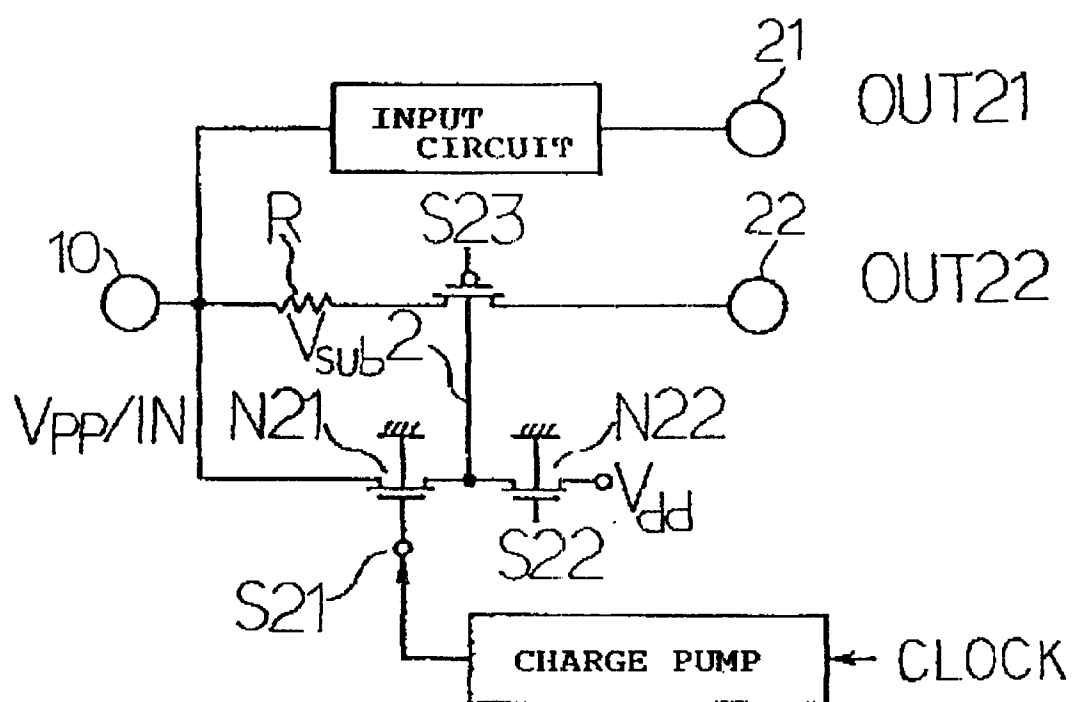 21
OUT21
INPUT
CIRCUIT
R
S23
22
10
OUT22
Vsub2
VPP/IN
N21
N22
Vdd
S22
S21
CHARGE PUMP
CLOCK